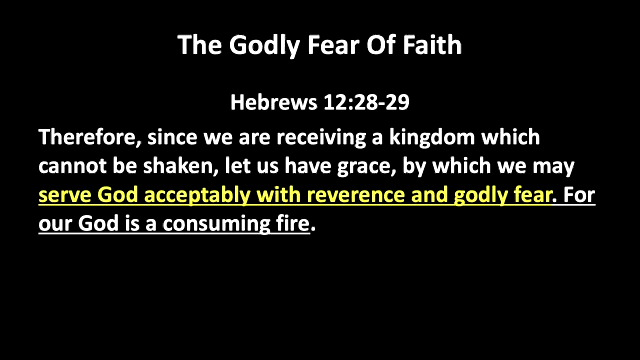 The Godly Fear Of Faith
Hebrews 12:28-29
Therefore, since we are receiving a kingdom which
cannot be shaken, let us have grace, by which we may
serve God acceptably with reverence and godly fear. For
our God is a consuming fire.